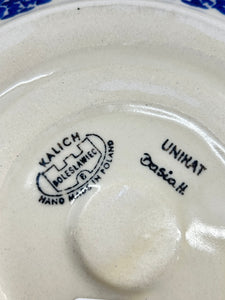 KALICH
BOLESŁAWIEC
HAND MADE IN POLAND
UNIKAT
Basia H.